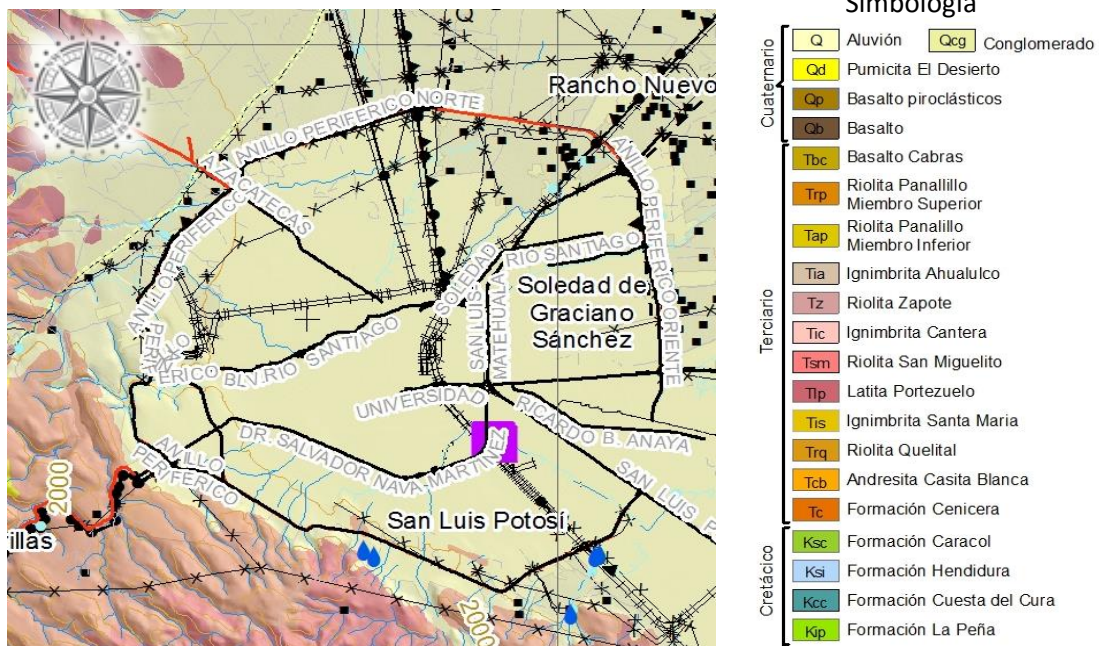 Q
Rancho Nuevo
ANILLO PERIFERICO NORTE
A ZACATECAS
ANILLO PERIFERICO
ANILLO PERIFERICO ORIENTE
SOLEDAD
RIO SANTIAGO
Soledad de
Graciano
Sánchez
SAN LUIS
MATEHUALA
BLV.RIO SANTIAGO
UNIVERSIDAD
RICARDO B. ANAYA
DR. SALVADOR NAVA MARTÍNEZ
ANILLO
PERIFERICO
SAN LUIS P
2000
San Luis Potosí
illas
2000
Simbología
Cuaternario
Q Aluvión
Qcg Conglomerado
Qd Pumicita El Desierto
Qp Basalto piroclásticos
Qb Basalto
Terciario
Tbc Basalto Cabras
Trp Riolita Panallillo
Miembro Superior
Tap Riolita Panalillo
Miembro Inferior
Tia Ignimbrita Ahualulco
Tz Riolita Zapote
Tic Ignimbrita Cantera
Tsm Riolita San Miguelito
Tlp Latita Portezuelo
Tis Ignimbrita Santa Maria
Trq Riolita Quelital
Tcb Andresita Casita Blanca
Tc Formación Cenicera
Cretácico
Ksc Formación Caracol
Ksi Formación Hendidura
Kcc Formación Cuesta del Cura
Kip Formación La Peña